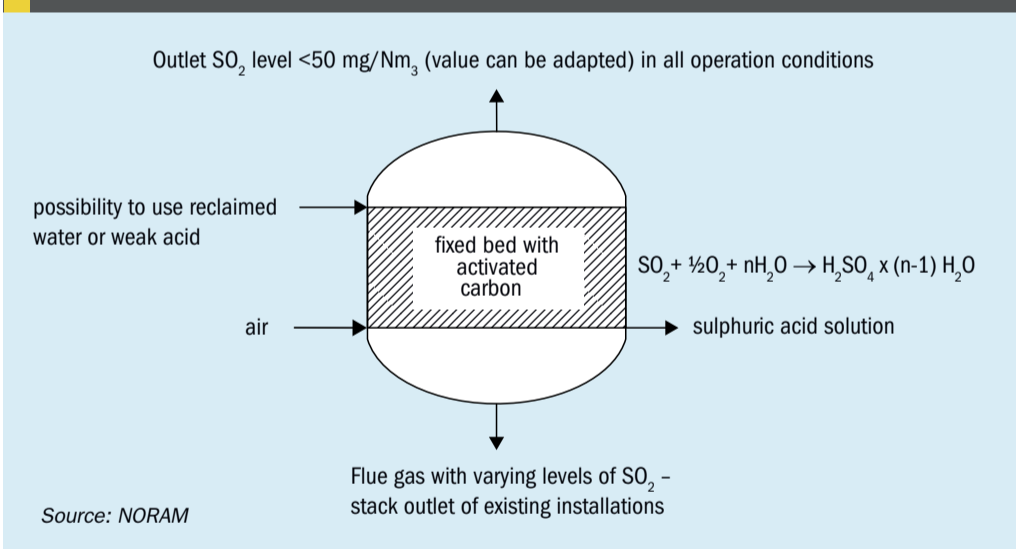 Outlet SO₂ level <50 mg/Nm₃ (value can be adapted) in all operation conditions
possibility to use reclaimed
water or weak acid
fixed bed with
activated
carbon
SO₂+ ½O₂+ nH₂O → H₂SO₄ x (n-1) H₂O
air
sulphuric acid solution
Flue gas with varying levels of SO₂ –
stack outlet of existing installations
Source: NORAM